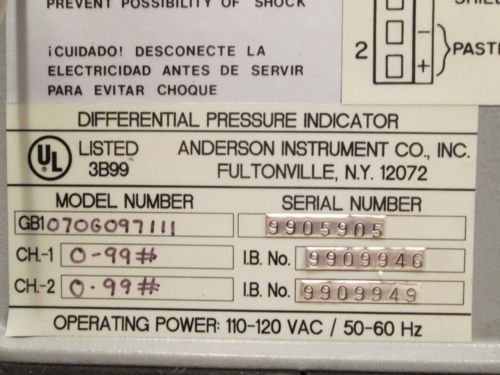 PREVENT POSSIBILITY OF SHOCK
¡CUIDADO! DESCONECTE LA
ELECTRICIDAD ANTES DE SERVIR
PARA EVITAR CHOQUE
2
-
+
DIFFERENTIAL PRESSURE INDICATOR
UL LISTED
3B99
ANDERSON INSTRUMENT CO., INC.
FULTONVILLE, N.Y. 12072
MODEL NUMBER
GB10706097111
SERIAL NUMBER
9905905
CH.-1 0-99#
I.B. No. 9909946
CH.-2 0-99#
I.B. No. 9909949
OPERATING POWER: 110-120 VAC / 50-60 Hz